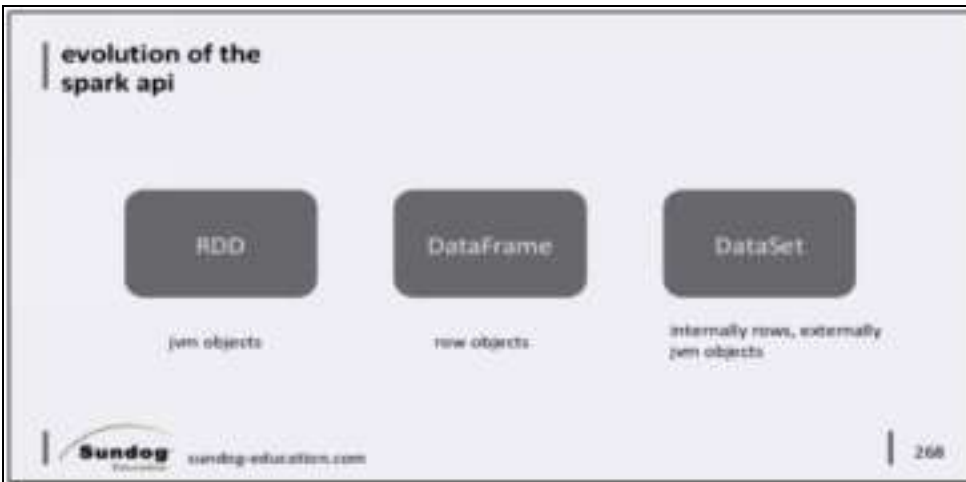 evolution of the
spark api
RDD
DataFrame
DataSet
jvm objects
row objects
internally rows, externally
jvm objects
Sundog
Education
sundog-education.com
268